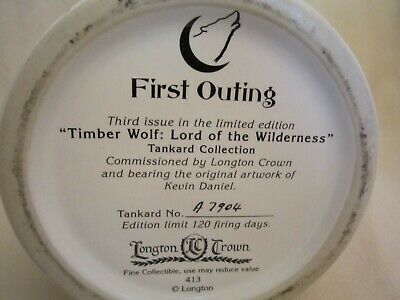 First Outing
Third issue in the limited edition
"Timber Wolf: Lord of the Wilderness"
Tankard Collection
Commissioned by Longton Crown
and bearing the original artwork of
Kevin Daniel.
Tankard No. A 7904
Edition limit 120 firing days.
Longton LC Crown
Fine Collectible, use may reduce value
413
© Longton